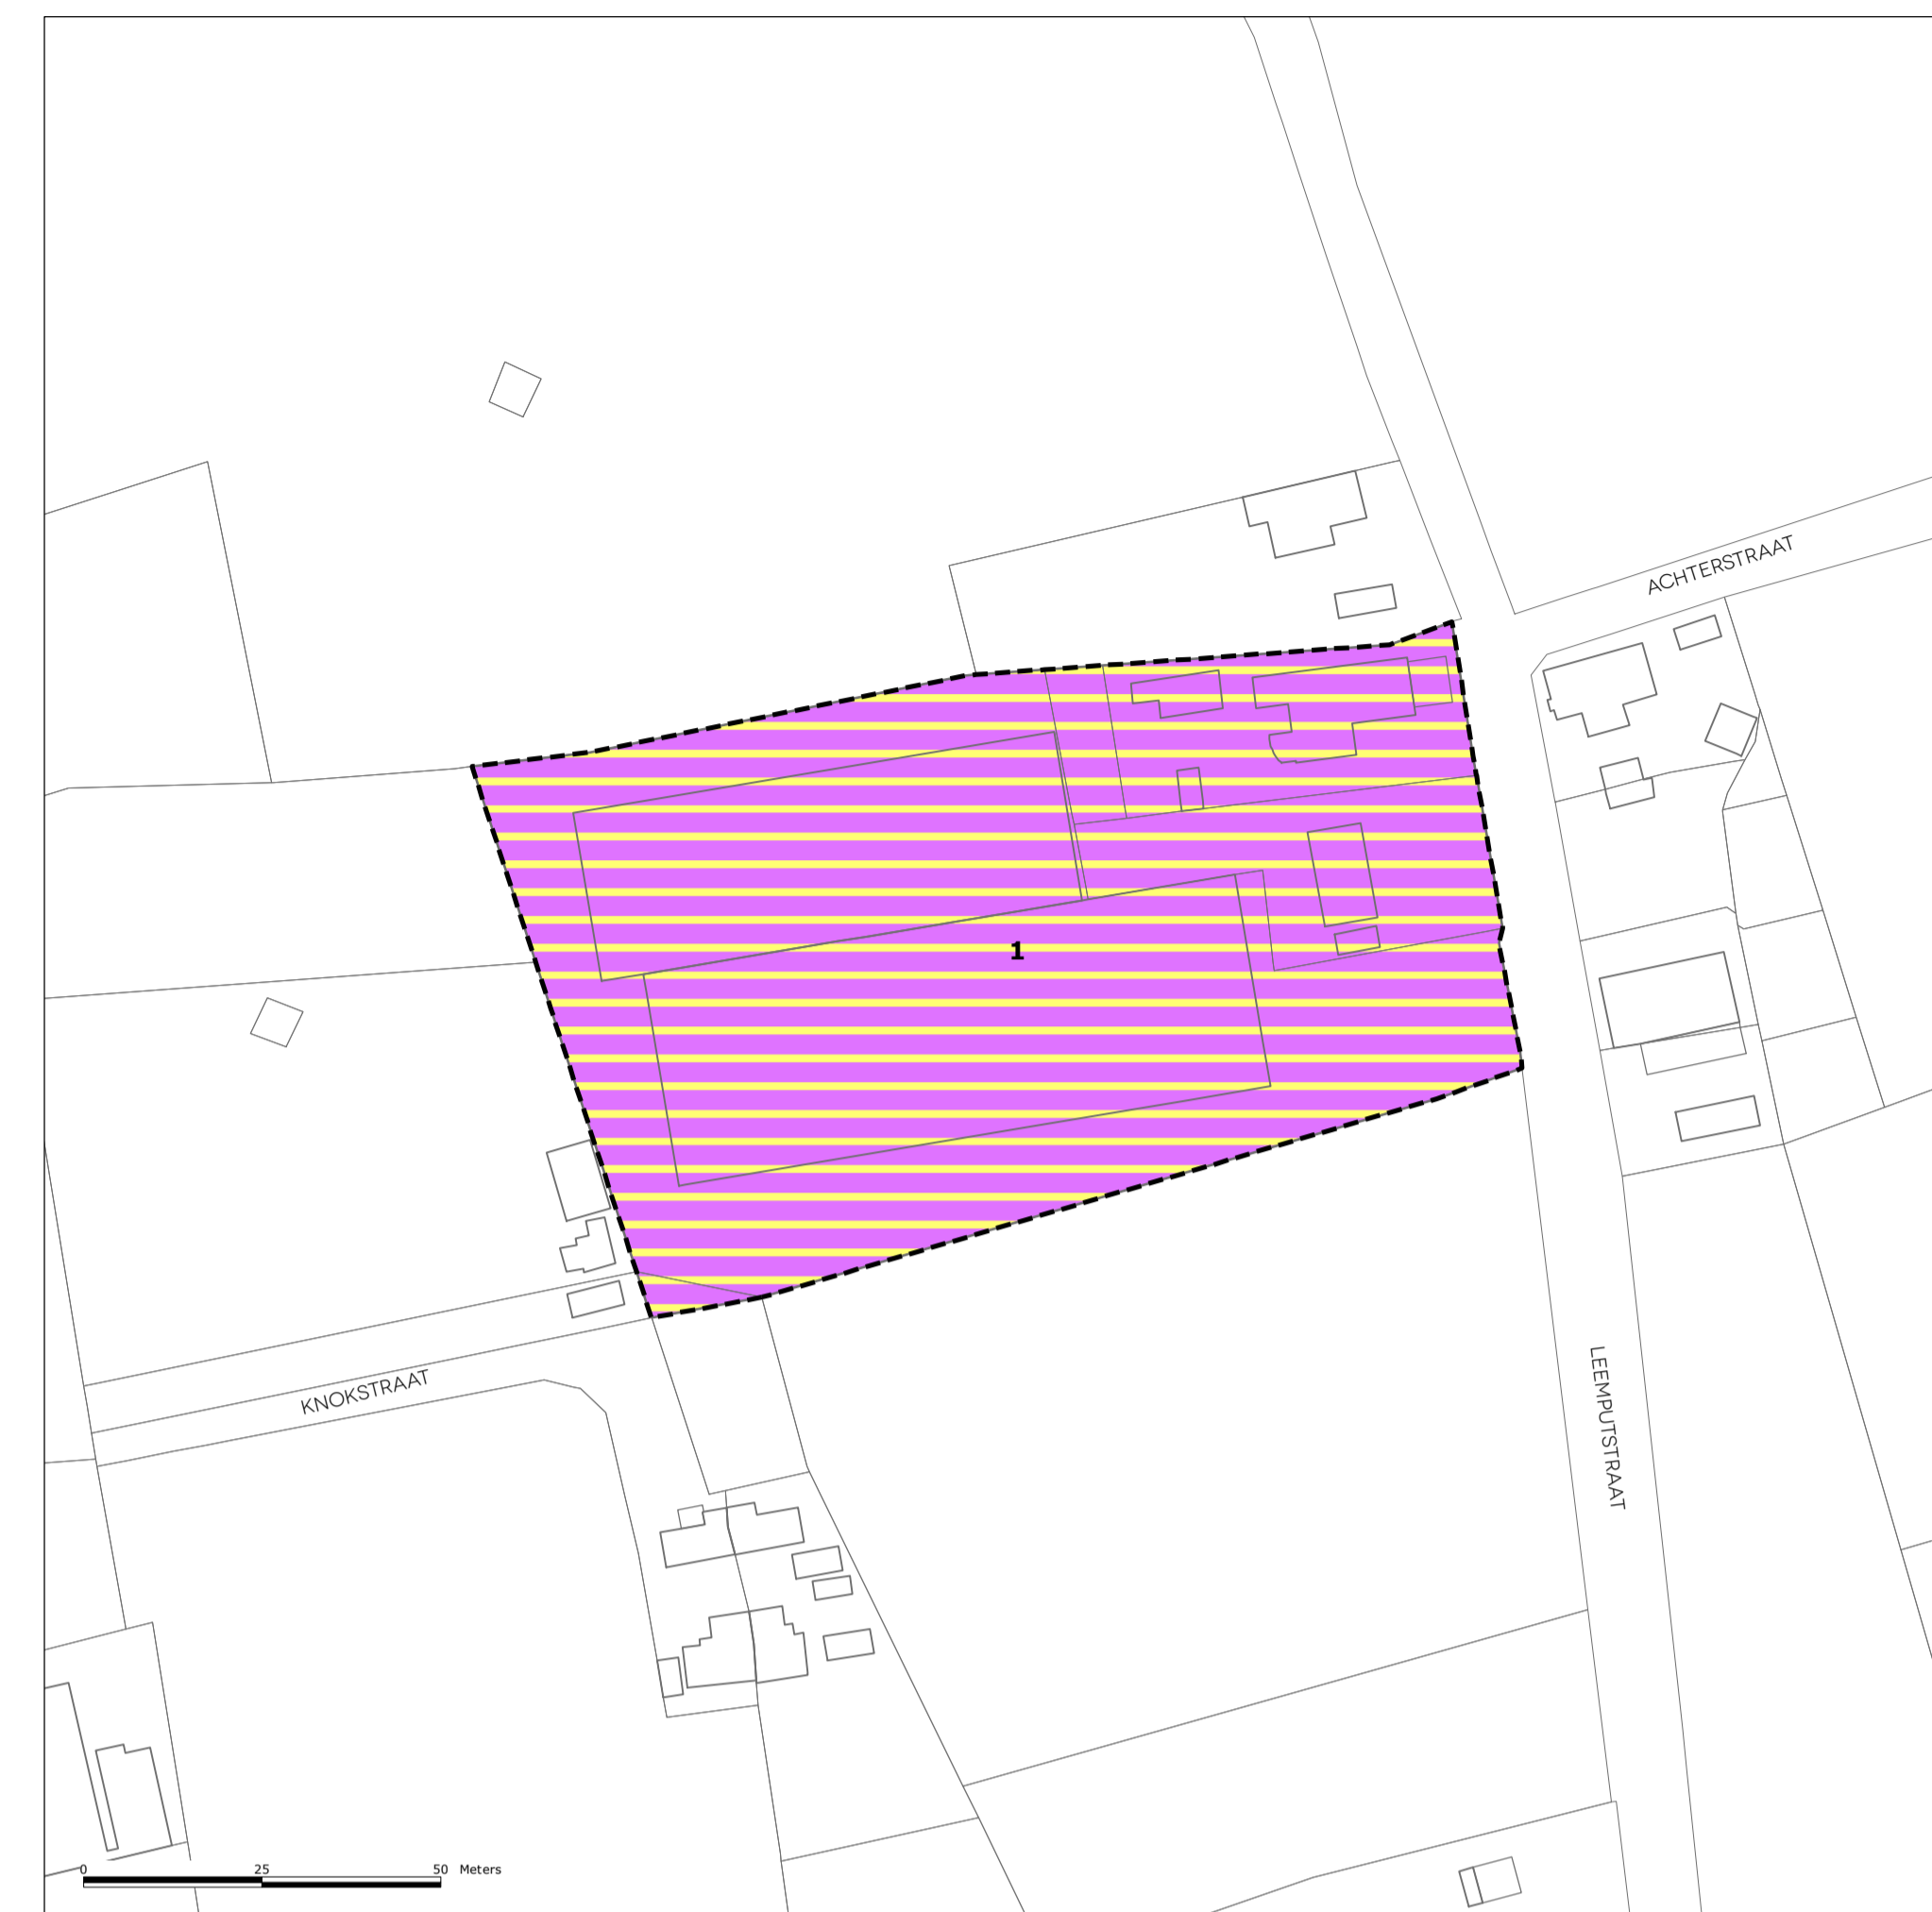 ACHTERSTRAAT
1
KNOKSTRAAT
LEEMPUTSTRAAT
0 25 50 Meters